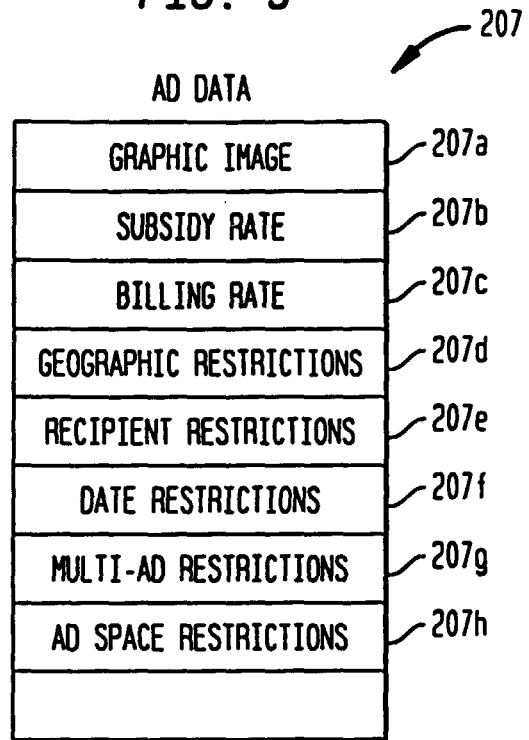 207
AD DATA
GRAPHIC IMAGE 207a
SUBSIDY RATE 207b
BILLING RATE 207c
GEOGRAPHIC RESTRICTIONS 207d
RECIPIENT RESTRICTIONS 207e
DATE RESTRICTIONS 207f
MULTI-AD RESTRICTIONS 207g
AD SPACE RESTRICTIONS 207h